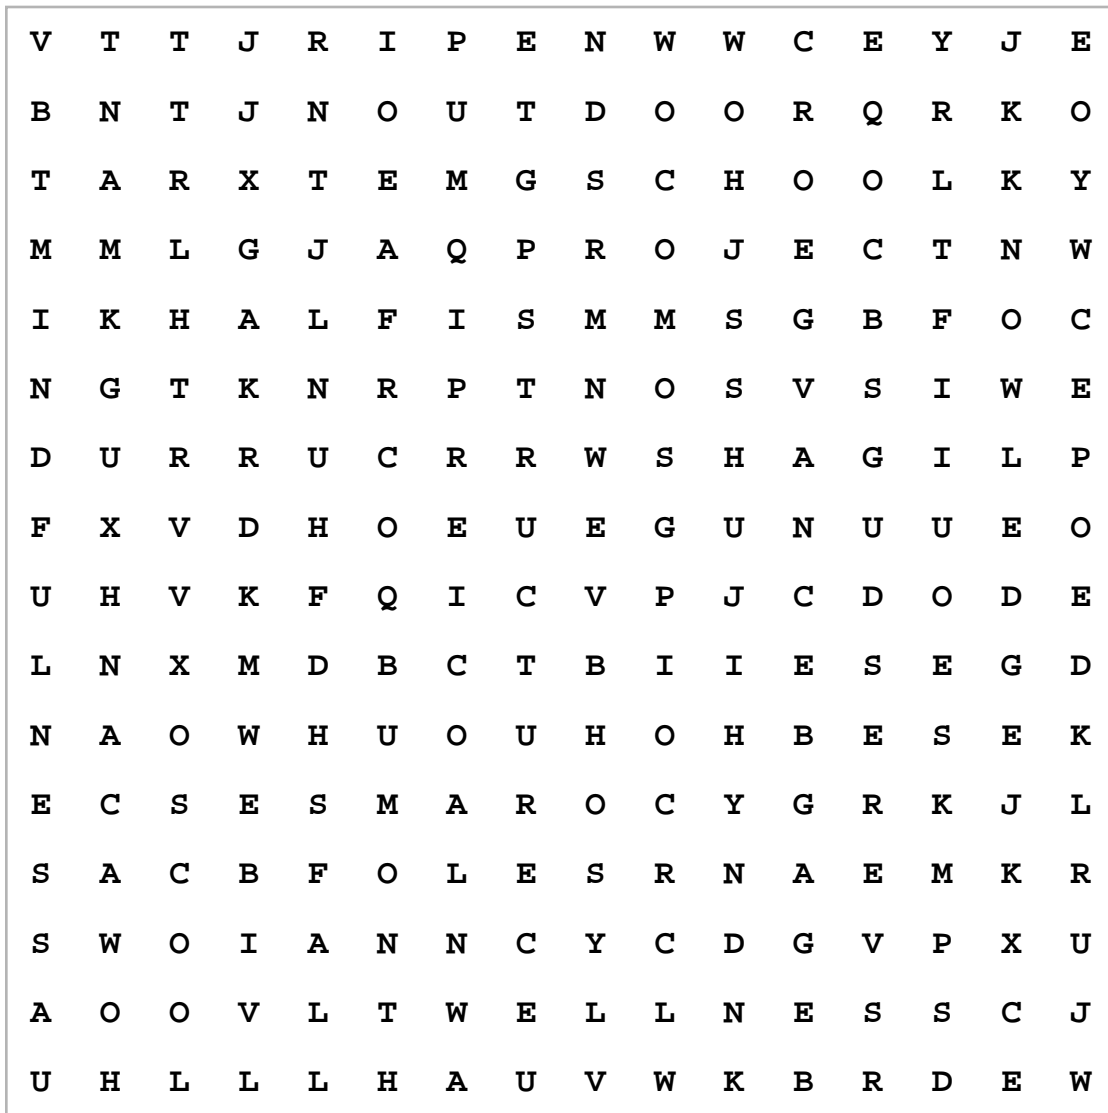 V T T J R I P E N W W C E Y J E
B N T J N O U T D O O R Q R K O
T A R X T E M G S C H O O L K Y
M M L G J A Q P R O J E C T N W
I K H A L F I S M M S G B F O C
N G T K N R P T N O S V S I W E
D U R R U C R R W S H A G I L P
F X V D H O E U E G U N U U E O
U H V K F Q I C V P J C D O D E
L N X M D B C T B I I E S E G D
N A O W H U O U H O H B E S E K
E C S E S M A R O C Y G R K J L
S A C B F O L E S R N A E M K R
S W O I A N N C Y C D G V P X U
A O O V L T W E L L N E S S C J
U H L L L H A U V W K B R D E W